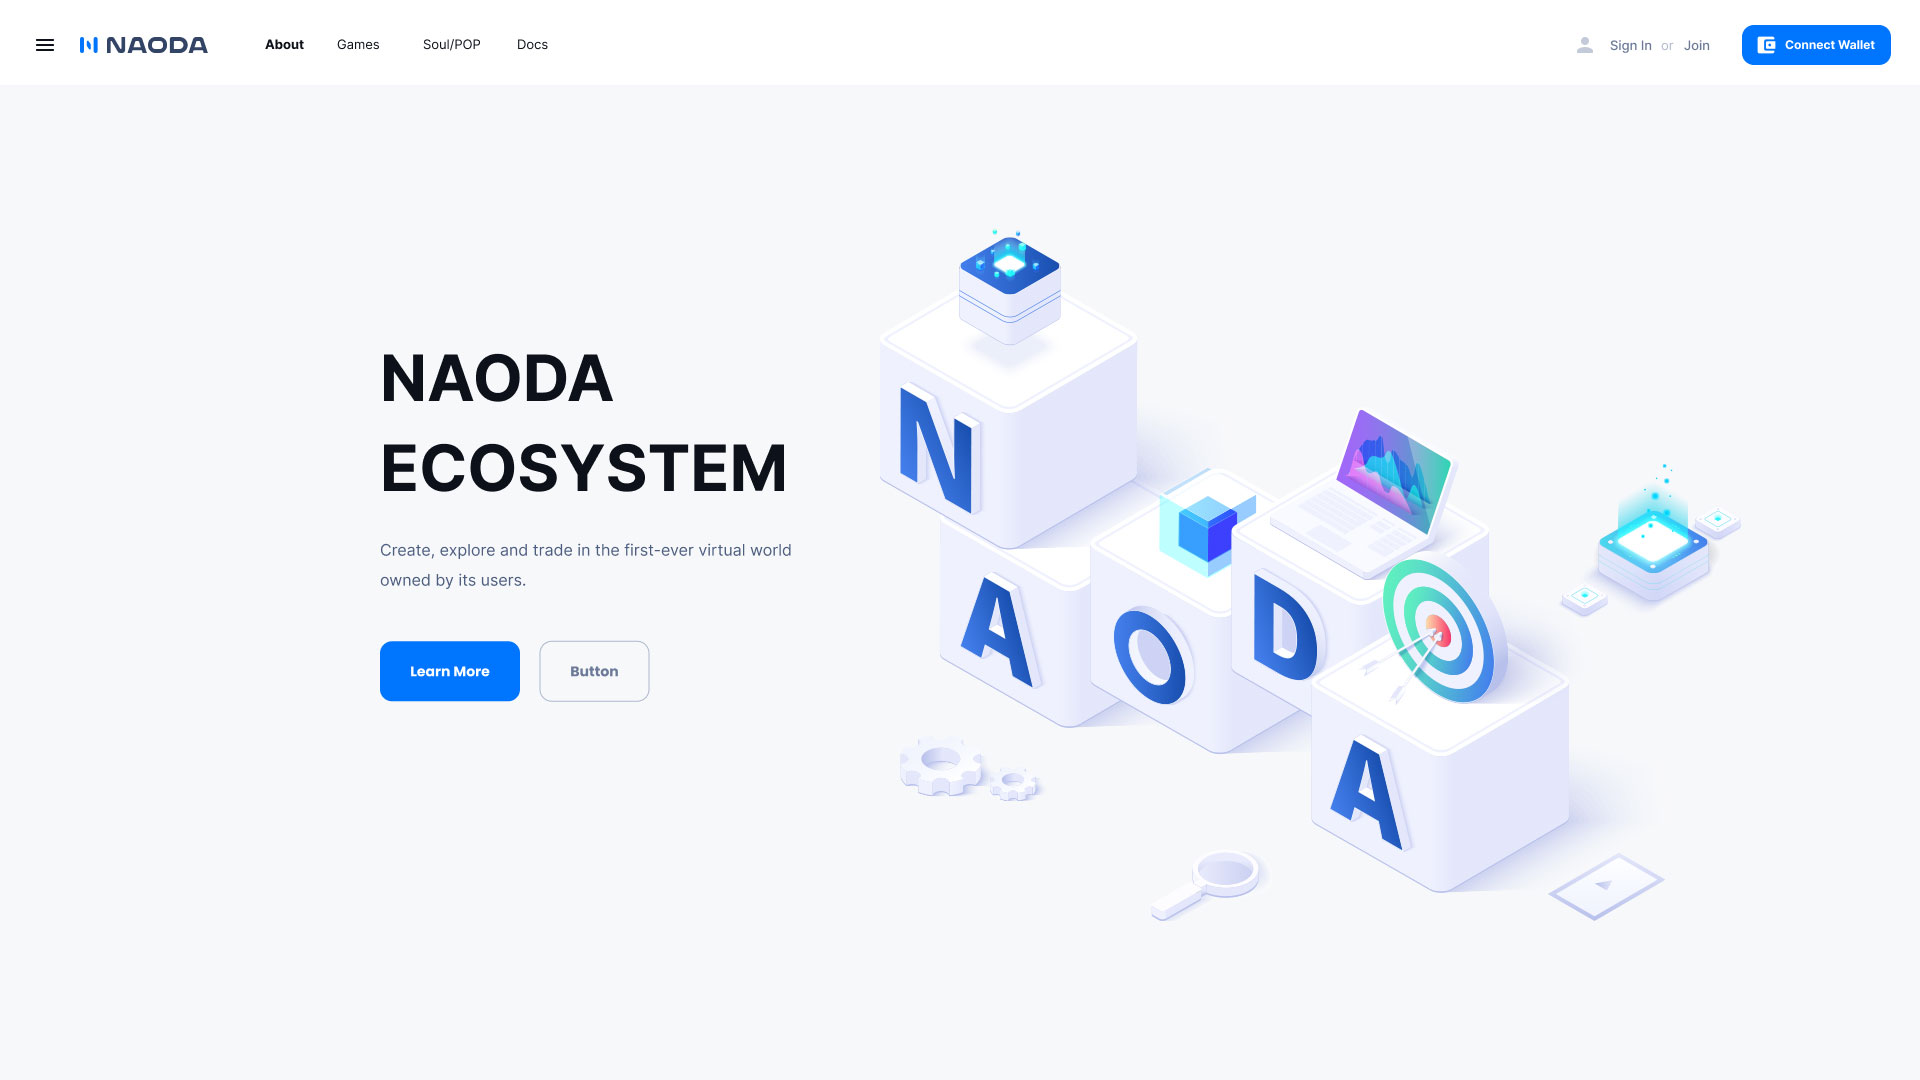 NAODA
About
Games
Soul/POP
Docs
Sign In or Join
Connect Wallet
NAODA
ECOSYSTEM
Create, explore and trade in the first-ever virtual world
owned by its users.
Learn More
Button
N
A
O
D
A